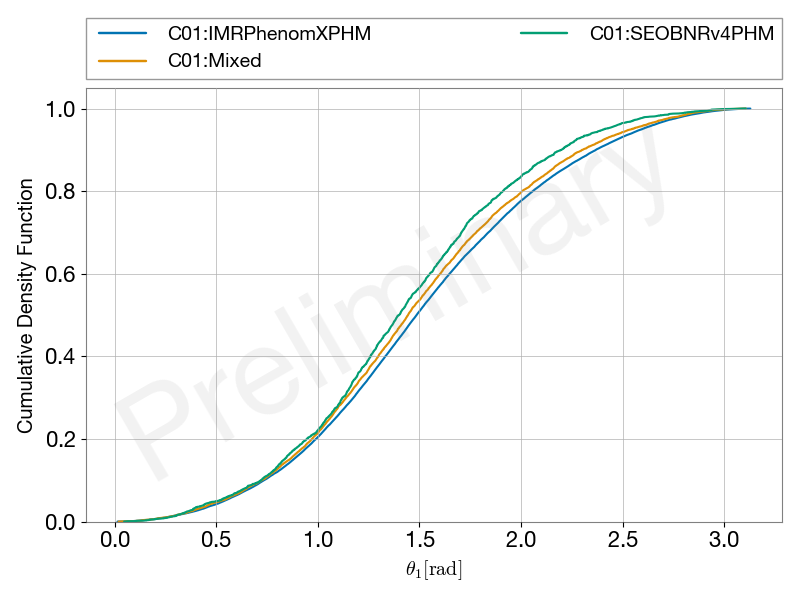 C01:IMRPhenomXPHM
C01:Mixed
C01:SEOBNRv4PHM
Cumulative Density Function
1.0
0.8
0.6
0.4
0.2
0.0
Preliminary
0.0 0.5 1.0 1.5 2.0 2.5 3.0
θ₁[rad]